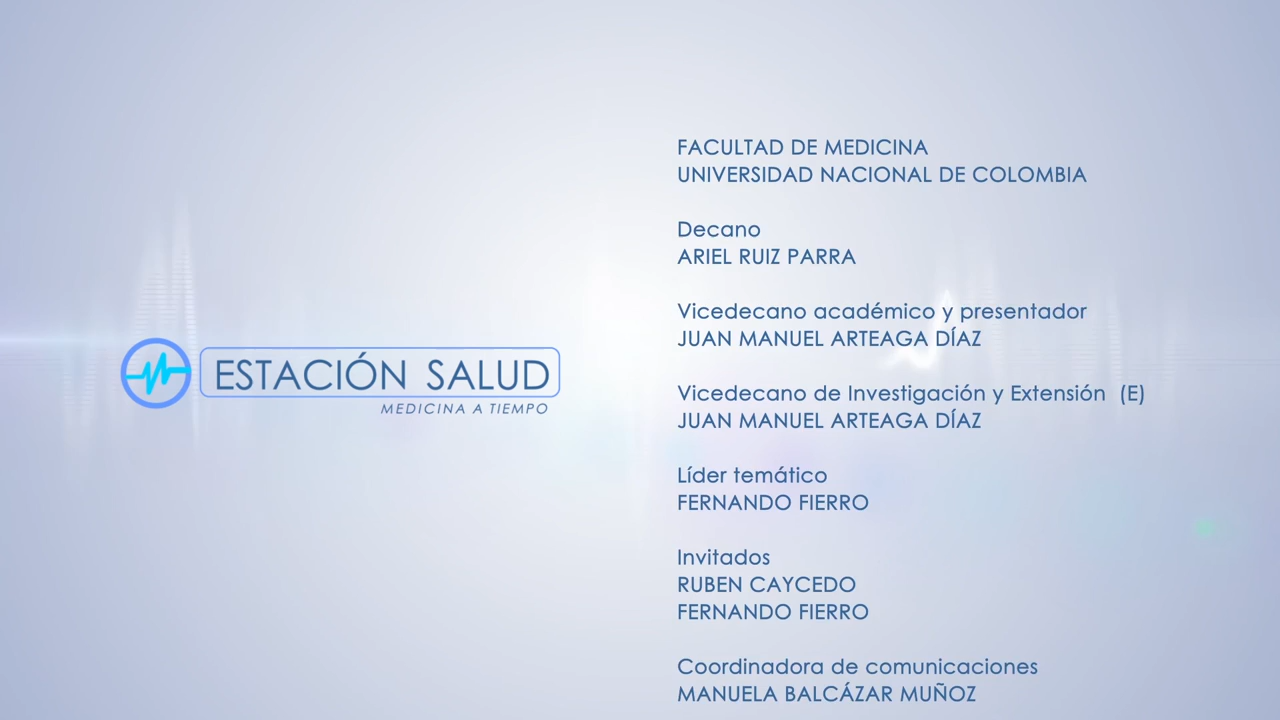 ESTACIÓN SALUD
MEDICINA A TIEMPO
FACULTAD DE MEDICINA
UNIVERSIDAD NACIONAL DE COLOMBIA
Decano
ARIEL RUIZ PARRA
Vicedecano académico y presentador
JUAN MANUEL ARTEAGA DÍAZ
Vicedecano de Investigación y Extensión (E)
JUAN MANUEL ARTEAGA DÍAZ
Líder temático
FERNANDO FIERRO
Invitados
RUBEN CAYCEDO
FERNANDO FIERRO
Coordinadora de comunicaciones
MANUELA BALCÁZAR MUÑOZ